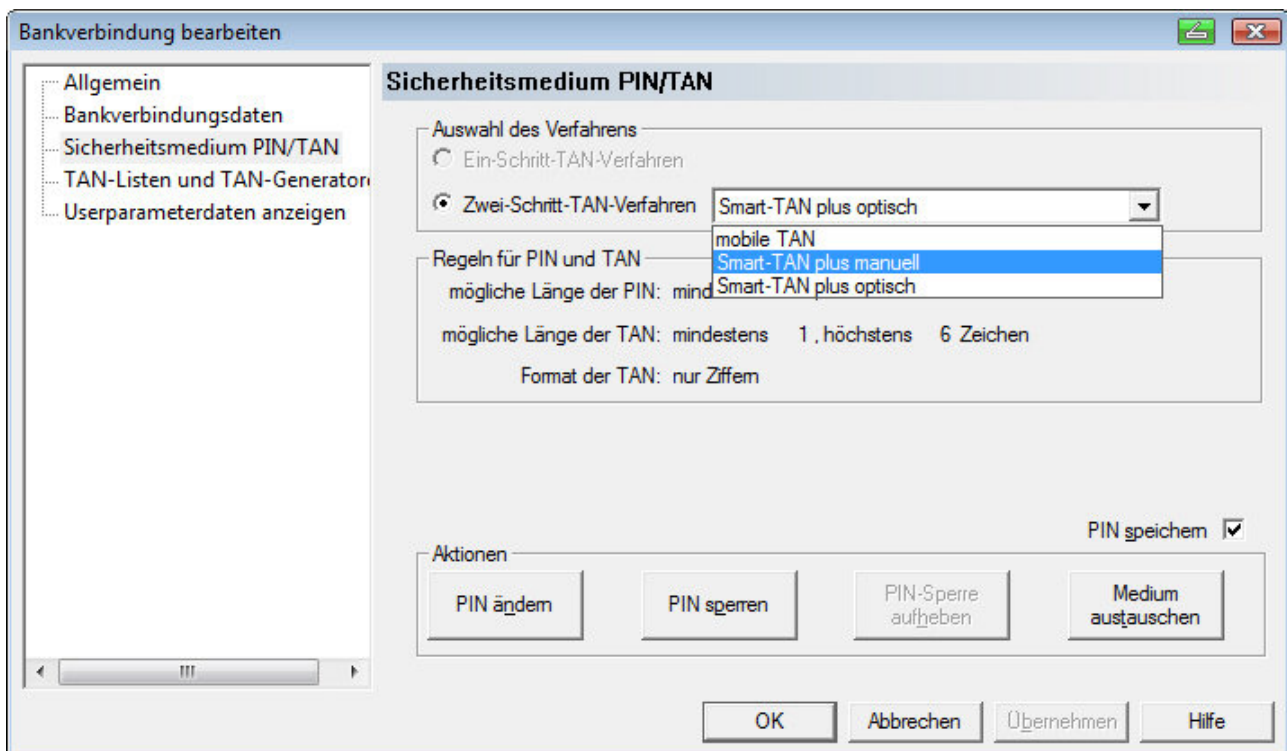 Bankverbindung bearbeiten
Allgemein
Bankverbindungsdaten
Sicherheitsmedium PIN/TAN
TAN-Listen und TAN-Generator
Userparameterdaten anzeigen
Sicherheitsmedium PIN/TAN
Auswahl des Verfahrens
Ein-Schritt-TAN-Verfahren
Zwei-Schritt-TAN-Verfahren Smart-TAN plus optisch
mobile TAN
Smart-TAN plus manuell
Smart-TAN plus optisch
Regeln für PIN und TAN
mögliche Länge der PIN: mind
mögliche Länge der TAN: mindestens 1 , höchstens 6 Zeichen
Format der TAN: nur Ziffern
PIN speichern
Aktionen
PIN ändern
PIN sperren
PIN-Sperre
aufheben
Medium
austauschen
OK
Abbrechen
Übernehmen
Hilfe